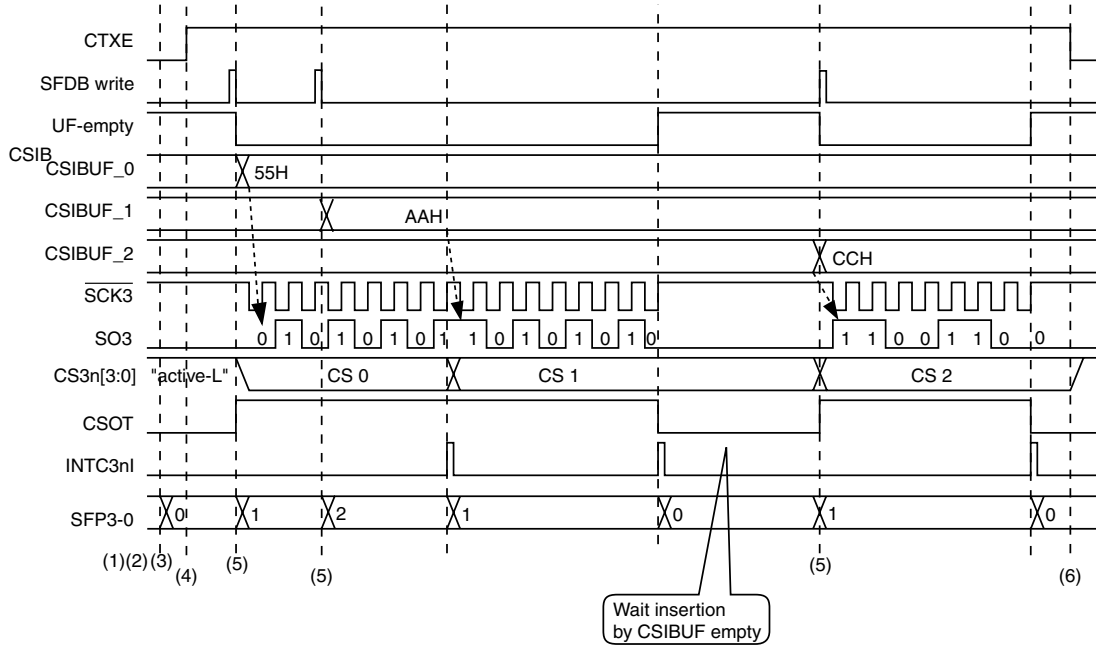 CTXE
SFDB write
UF-empty
CSIB
CSIBUF_0
55H
CSIBUF_1
AAH
CSIBUF_2
CCH
SCK3
SO3
0 1 0 1 0 1 0 1 1 0 1 0 1 0 1 0 1 1 0 0 1 1 0 0
CS3n[3:0] "active-L" CS 0 CS 1 CS 2
CSOT
INTC3nI
SFP3-0 0 1 2 1 0 1 0
(1)(2)(3) (4) (5) (5) (5) (6)
Wait insertion
by CSIBUF empty